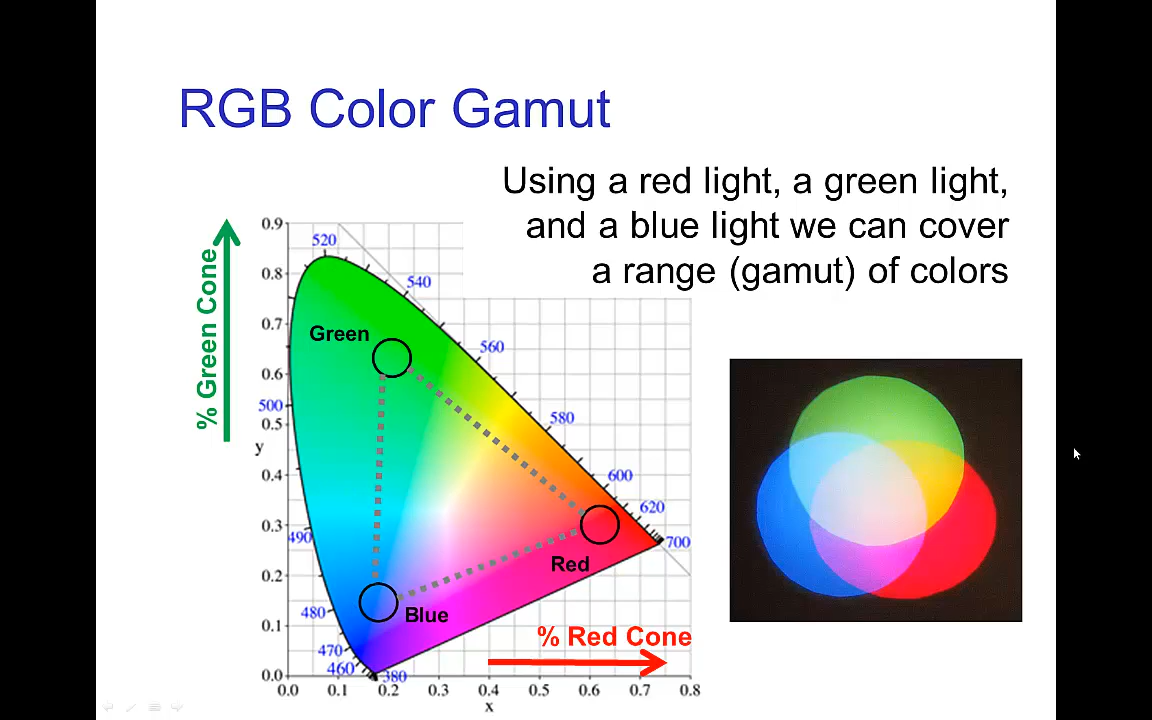 RGB Color Gamut
Using a red light, a green light,
and a blue light we can cover
a range (gamut) of colors
% Green Cone
0.9
0.8
0.7
0.6
0.5
0.4
0.3
0.2
0.1
0.0
y
520
540
560
580
600
620
700
500
490
480
470
460
380
Green
Red
Blue
% Red Cone
0.0 0.1 0.2 0.3 0.4 0.5 0.6 0.7 0.8
x